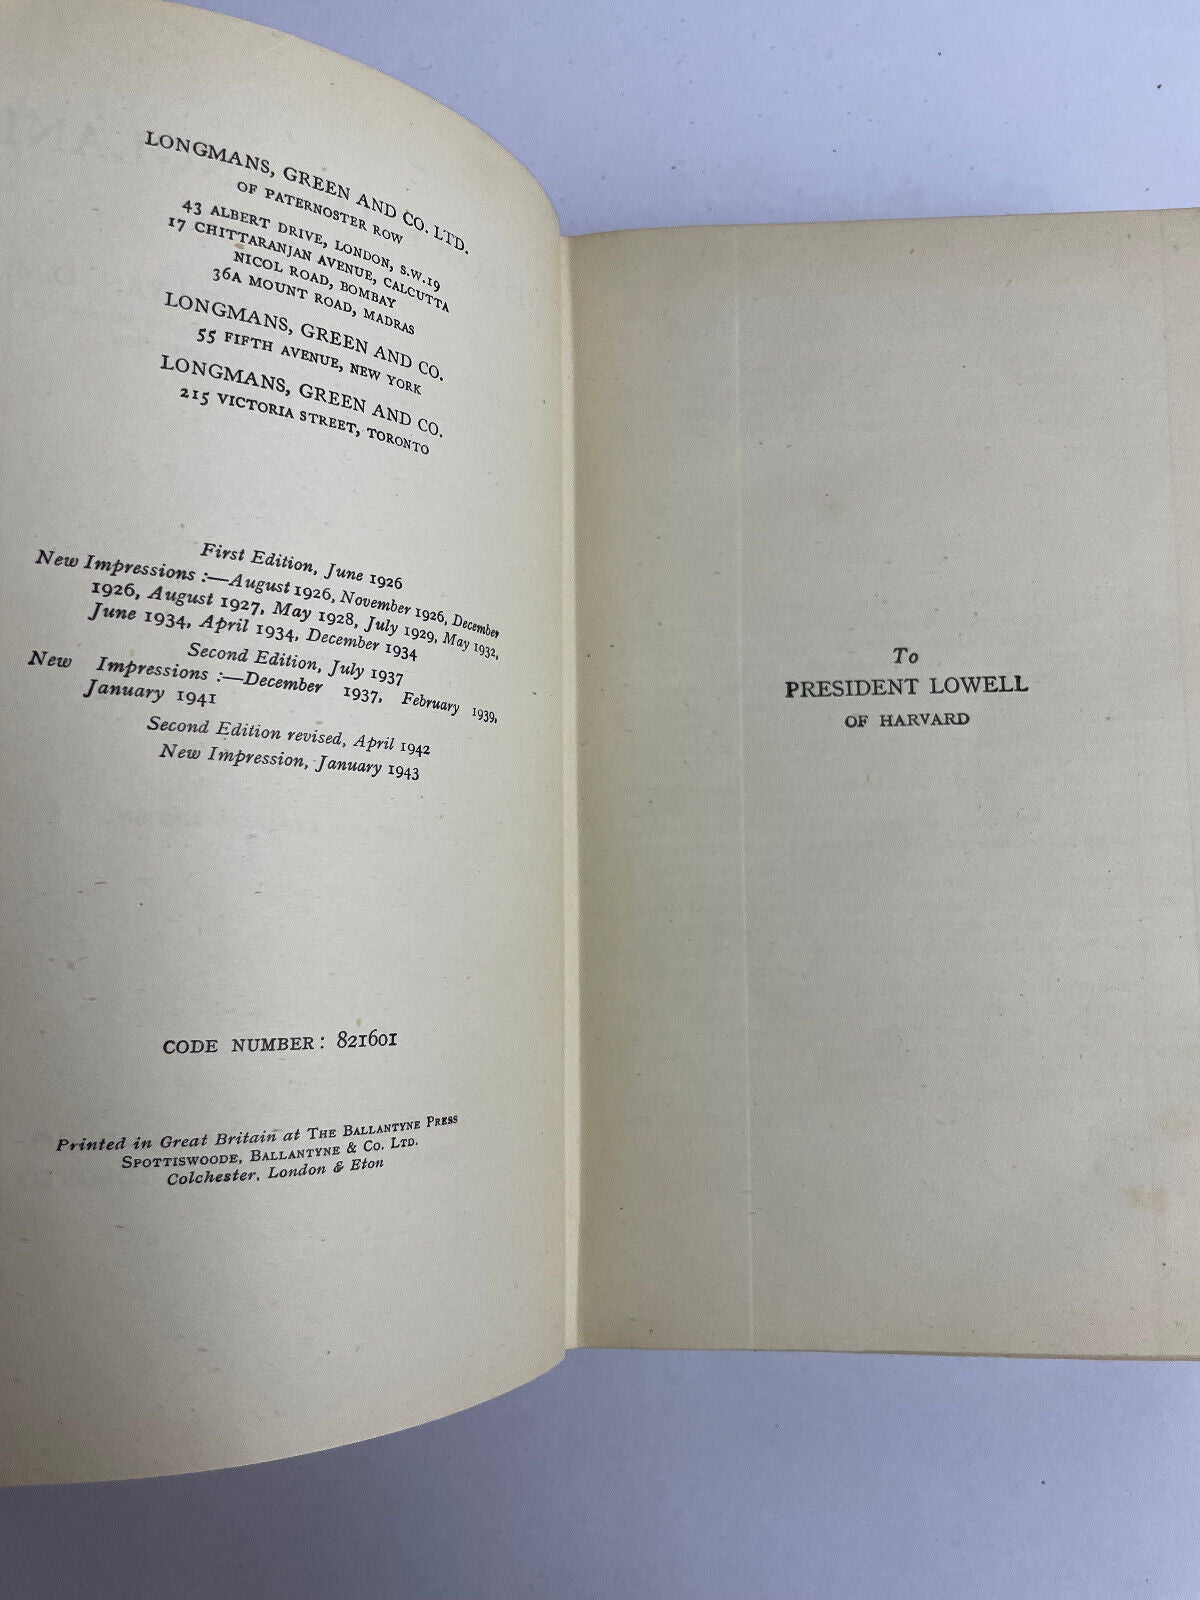 LONGMANS, GREEN AND CO. LTD.
OF PATERNOSTER ROW
43 ALBERT DRIVE, LONDON, S.W.19
17 CHITTARANJAN AVENUE, CALCUTTA
NICOL ROAD, BOMBAY
36A MOUNT ROAD, MADRAS
LONGMANS, GREEN AND CO.
55 FIFTH AVENUE, NEW YORK
LONGMANS, GREEN AND CO.
215 VICTORIA STREET, TORONTO
First Edition, June 1926
New Impressions :—August 1926, November 1926, December
1926, August 1927, May 1928, July 1929, May 1932,
June 1934, April 1934, December 1934
Second Edition, July 1937
New Impressions :—December 1937, February 1939,
January 1941
Second Edition revised, April 1942
New Impression, January 1943
CODE NUMBER: 821601
Printed in Great Britain at THE BALLANTYNE PRESS
SPOTTISWOODE, BALLANTYNE & CO. LTD.
Colchester, London & Eton
To
PRESIDENT LOWELL
OF HARVARD